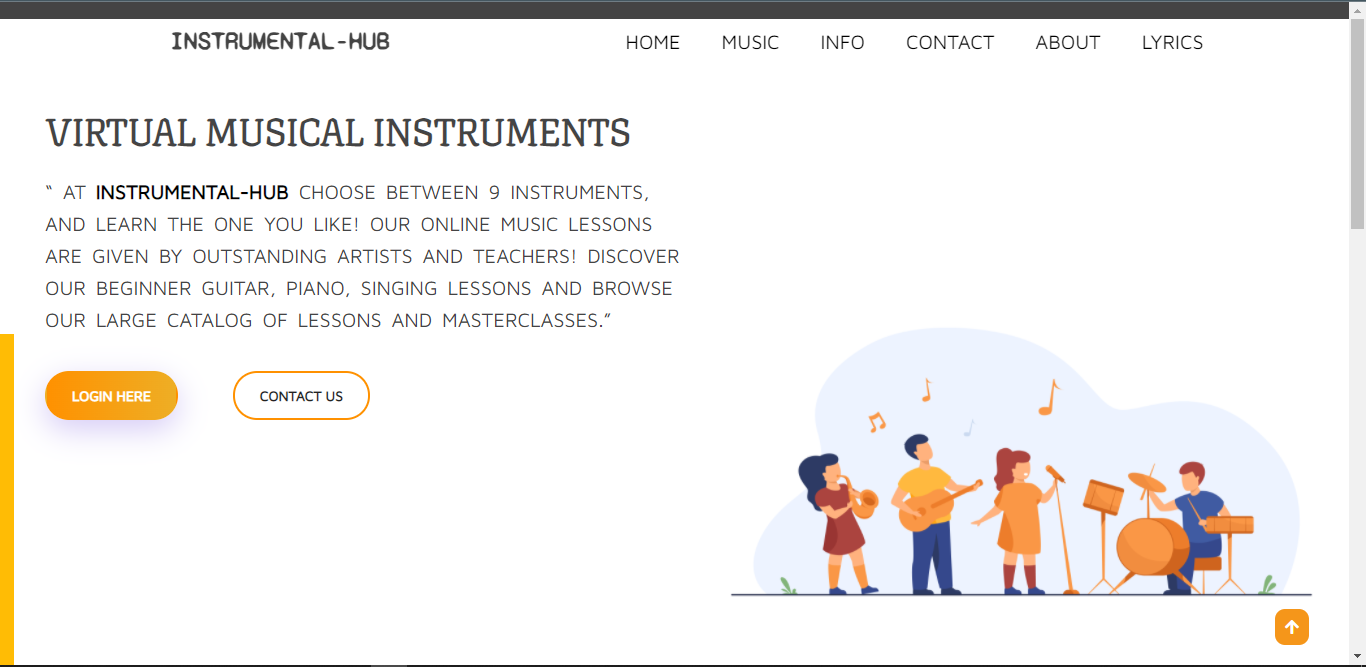 INSTRUMENTAL-HUB
HOME MUSIC INFO CONTACT ABOUT LYRICS
VIRTUAL MUSICAL INSTRUMENTS
“ AT INSTRUMENTAL-HUB CHOOSE BETWEEN 9 INSTRUMENTS,
AND LEARN THE ONE YOU LIKE! OUR ONLINE MUSIC LESSONS
ARE GIVEN BY OUTSTANDING ARTISTS AND TEACHERS! DISCOVER
OUR BEGINNER GUITAR, PIANO, SINGING LESSONS AND BROWSE
OUR LARGE CATALOG OF LESSONS AND MASTERCLASSES.”
LOGIN HERE CONTACT US